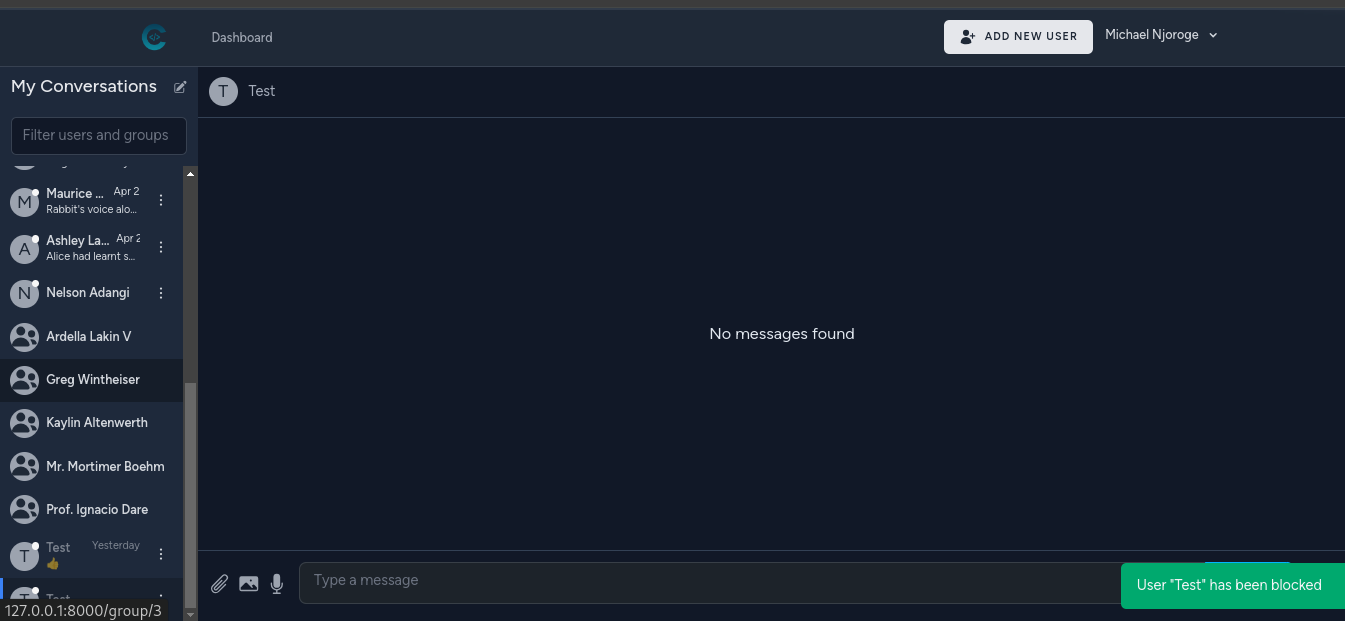 Dashboard
ADD NEW USER
Michael Njoroge
My Conversations
Filter users and groups
T
Test
M
Maurice ...
Apr 2
Rabbit's voice alo...
A
Ashley La...
Apr 2
Alice had learnt s...
N
Nelson Adangi
Ardella Lakin V
Greg Wintheiser
Kaylin Altenwerth
Mr. Mortimer Boehm
Prof. Ignacio Dare
T
Test
Yesterday
T
Test
No messages found
Type a message
User "Test" has been blocked
127.0.0.1:8000/group/3